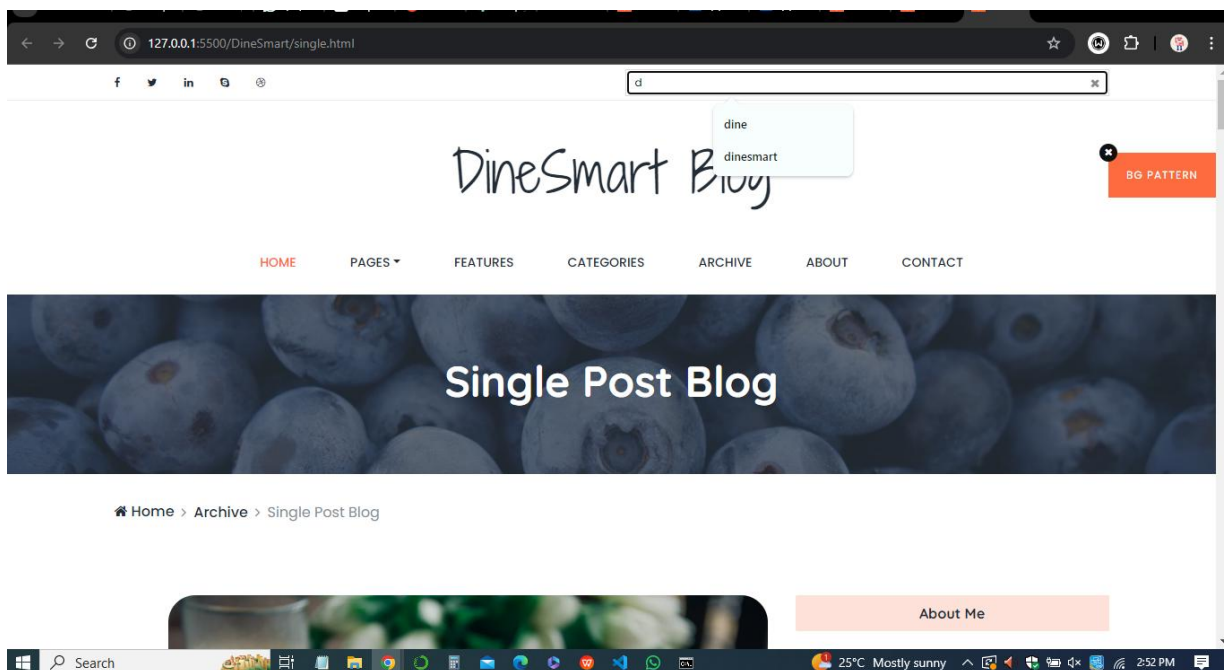 127.0.0.1:5500/DineSmart/single.html
d
dine
dinesmart
DineSmart Blog
BG PATTERN
HOME PAGES FEATURES CATEGORIES ARCHIVE ABOUT CONTACT
Single Post Blog
Home > Archive > Single Post Blog
About Me
Search 25°C Mostly sunny 2:52 PM